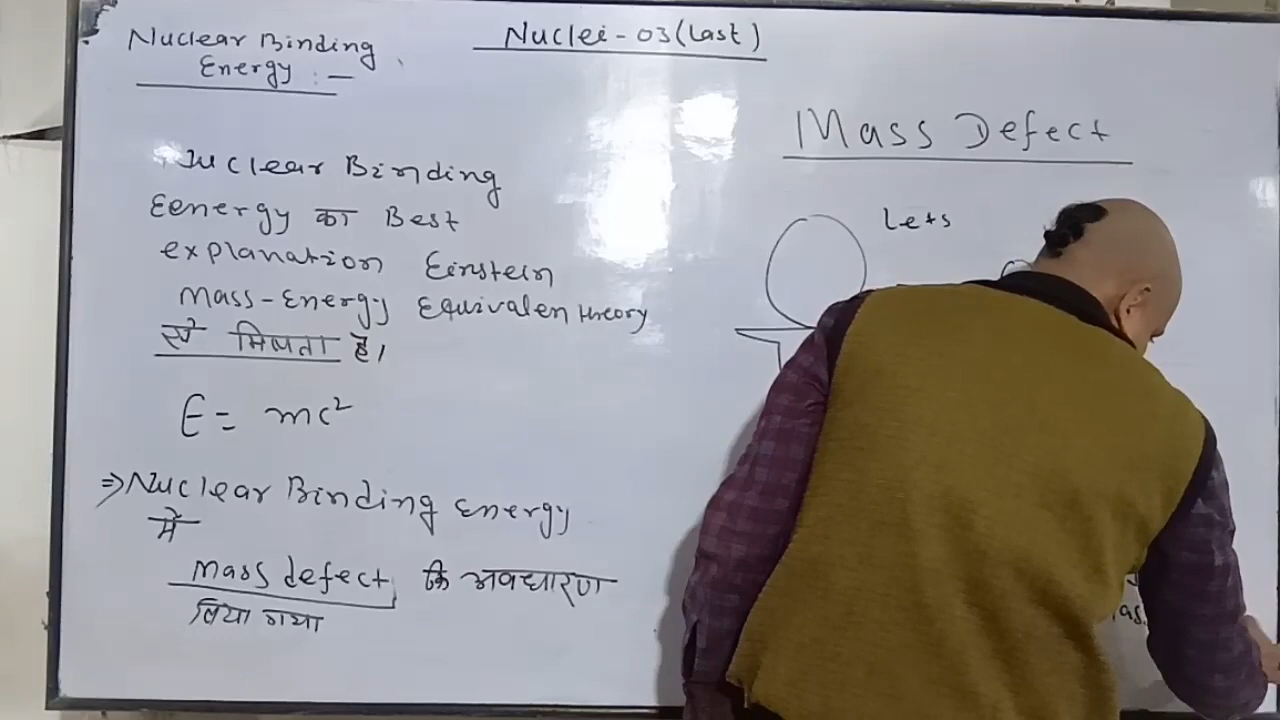 Nuclei - 03 (Last)
Nuclear Binding
Energy : —
Nuclear Binding
Eenergy का Best
explanation Einstein
Mass-Energy Equivalen theory
से मिलता है।
E = mc²
⇒ Nuclear Binding Energy
में
Mass defect कि अवधारण
लिया गया
Mass Defect
Lets